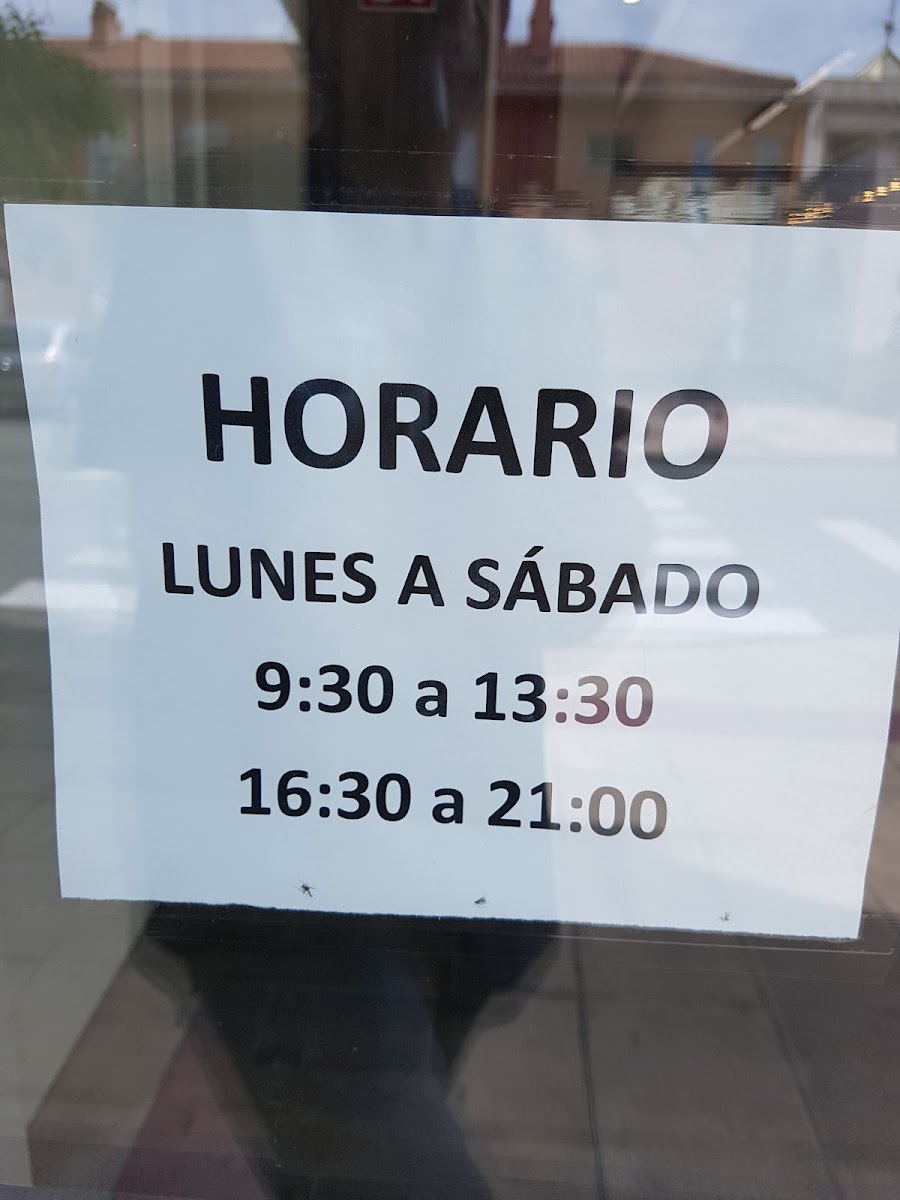 HORARIO
LUNES A SÁBADO
9:30 a 13:30
16:30 a 21:00